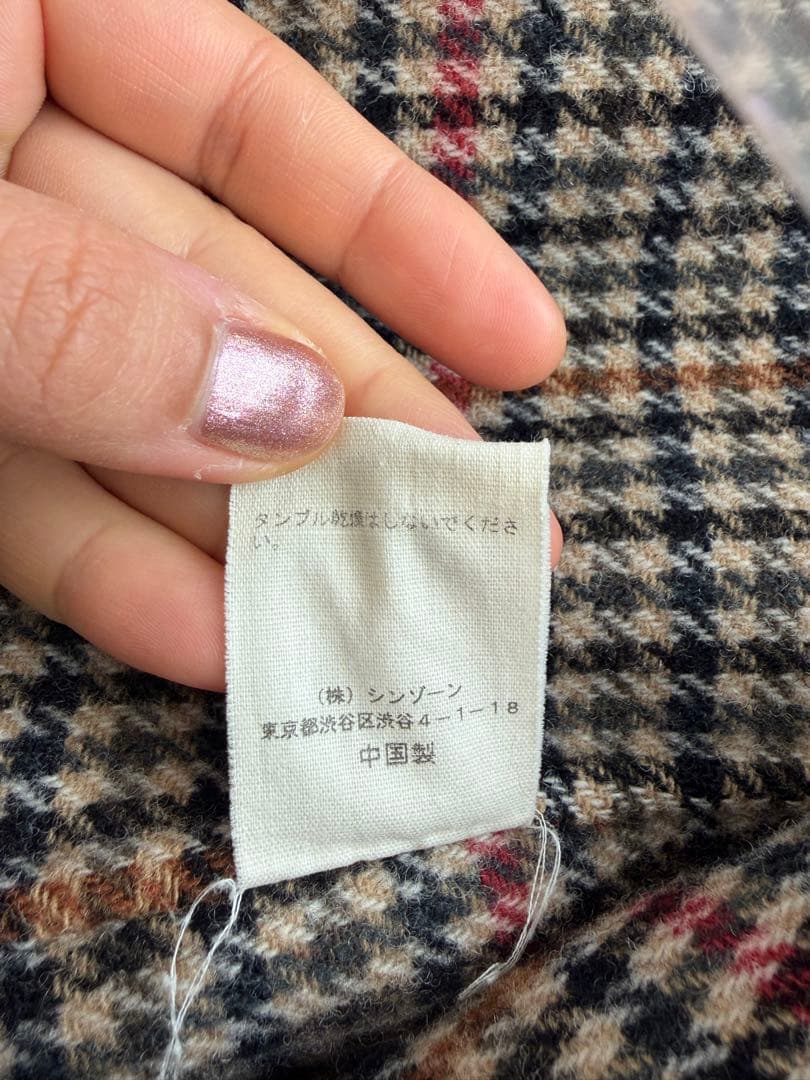 タンブル乾燥はしないでくださ
い。
（株）シンゾーン
東京都渋谷区渋谷４－１－１８
中国製